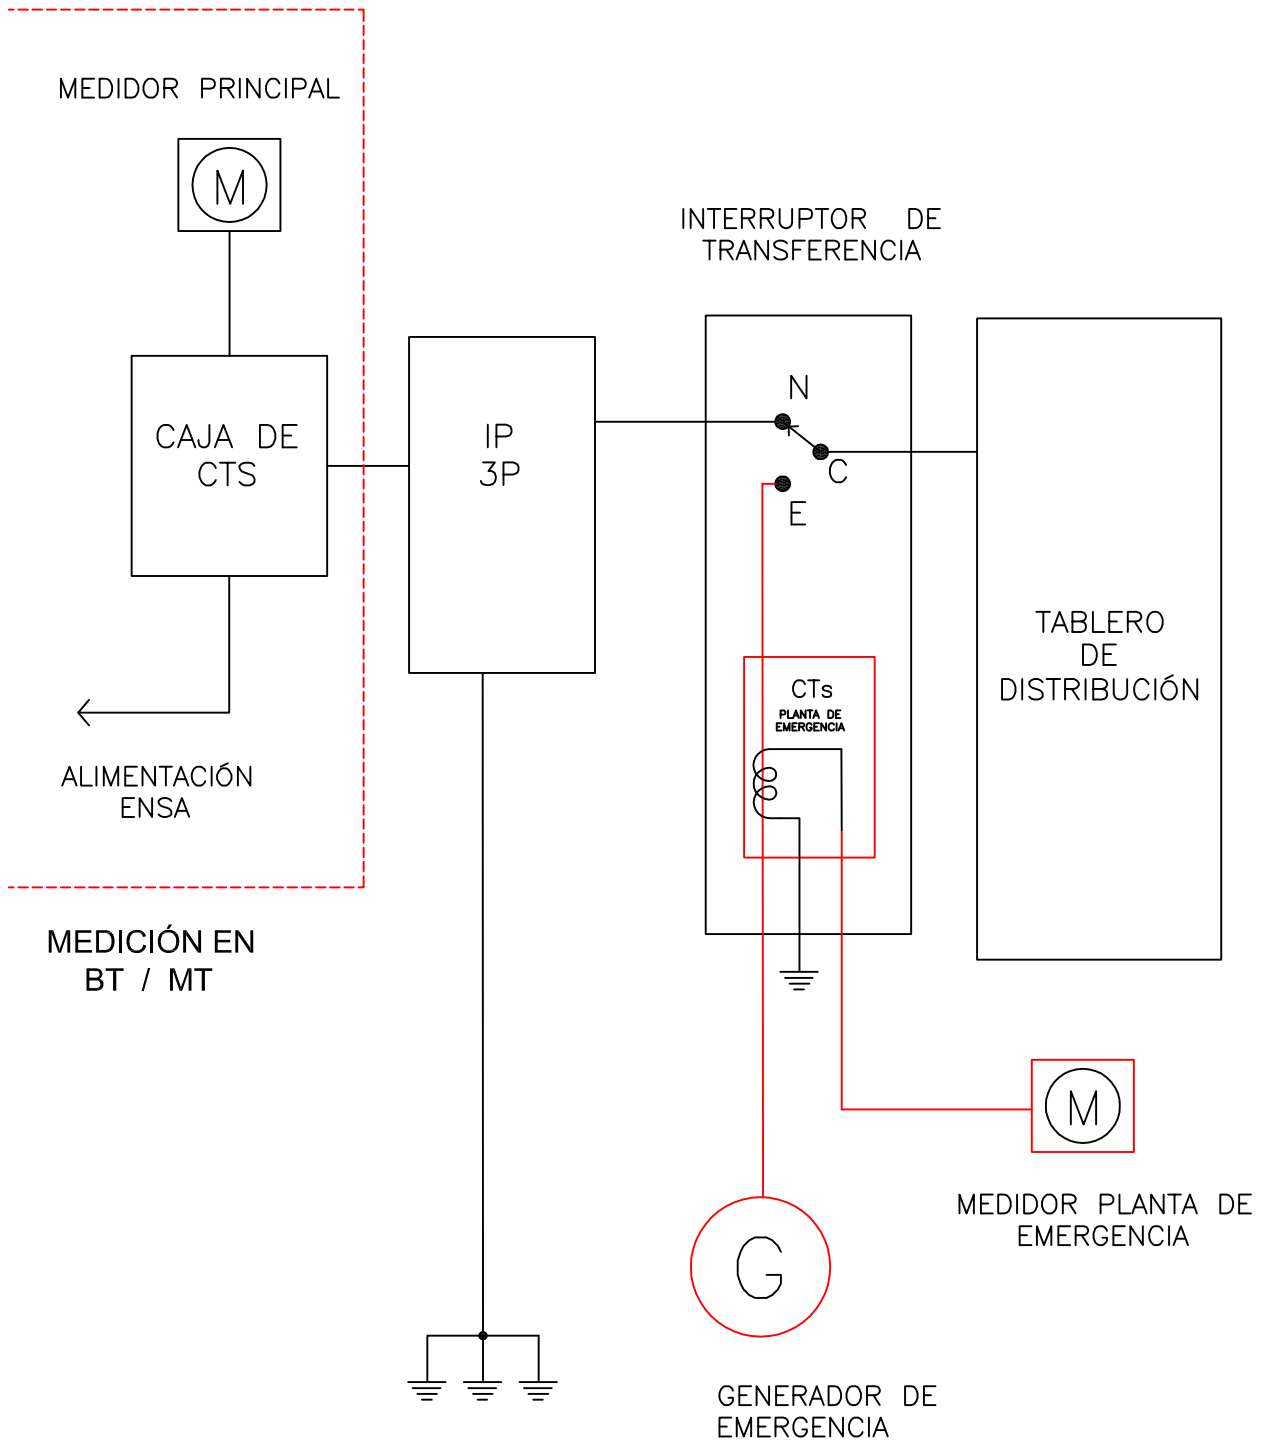 MEDIDOR PRINCIPAL
M
CAJA DE
CTS
ALIMENTACIÓN
ENSA
MEDICIÓN EN
BT / MT
IP
3P
INTERRUPTOR DE
TRANSFERENCIA
N
C
E
CTs
PLANTA DE
EMERGENCIA
TABLERO
DE
DISTRIBUCIÓN
M
MEDIDOR PLANTA DE
EMERGENCIA
G
GENERADOR DE
EMERGENCIA